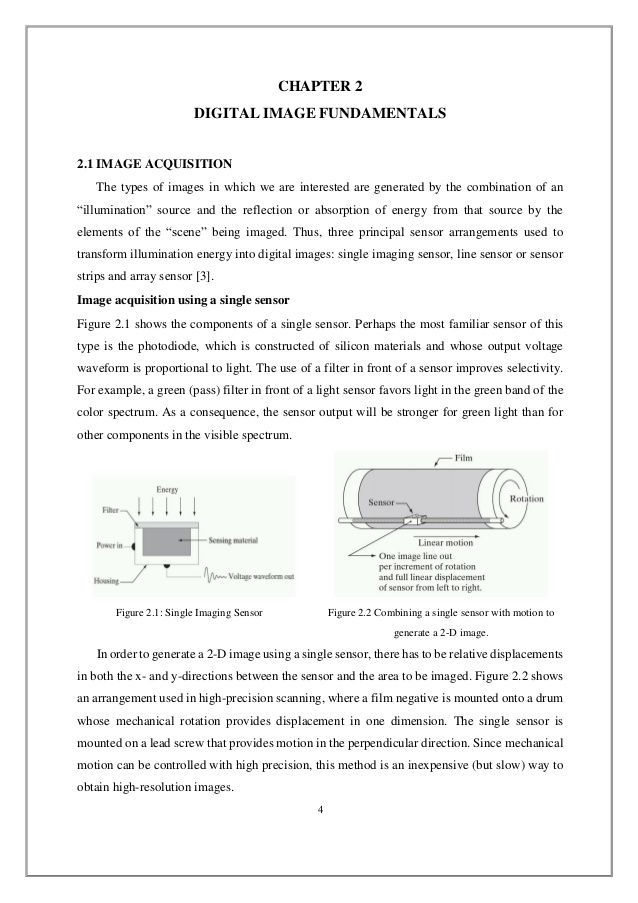 CHAPTER 2
DIGITAL IMAGE FUNDAMENTALS
2.1 IMAGE ACQUISITION
The types of images in which we are interested are generated by the combination of an
“illumination” source and the reflection or absorption of energy from that source by the
elements of the “scene” being imaged. Thus, three principal sensor arrangements used to
transform illumination energy into digital images: single imaging sensor, line sensor or sensor
strips and array sensor [3].
Image acquisition using a single sensor
Figure 2.1 shows the components of a single sensor. Perhaps the most familiar sensor of this
type is the photodiode, which is constructed of silicon materials and whose output voltage
waveform is proportional to light. The use of a filter in front of a sensor improves selectivity.
For example, a green (pass) filter in front of a light sensor favors light in the green band of the
color spectrum. As a consequence, the sensor output will be stronger for green light than for
other components in the visible spectrum.
Energy
Filter
Power in
Housing
Sensing material
Voltage waveform out
Film
Sensor
Rotation
Linear motion
One image line out
per increment of rotation
and full linear displacement
of sensor from left to right.
Figure 2.1: Single Imaging Sensor
Figure 2.2 Combining a single sensor with motion to
generate a 2-D image.
In order to generate a 2-D image using a single sensor, there has to be relative displacements
in both the x- and y-directions between the sensor and the area to be imaged. Figure 2.2 shows
an arrangement used in high-precision scanning, where a film negative is mounted onto a drum
whose mechanical rotation provides displacement in one dimension. The single sensor is
mounted on a lead screw that provides motion in the perpendicular direction. Since mechanical
motion can be controlled with high precision, this method is an inexpensive (but slow) way to
obtain high-resolution images.
4